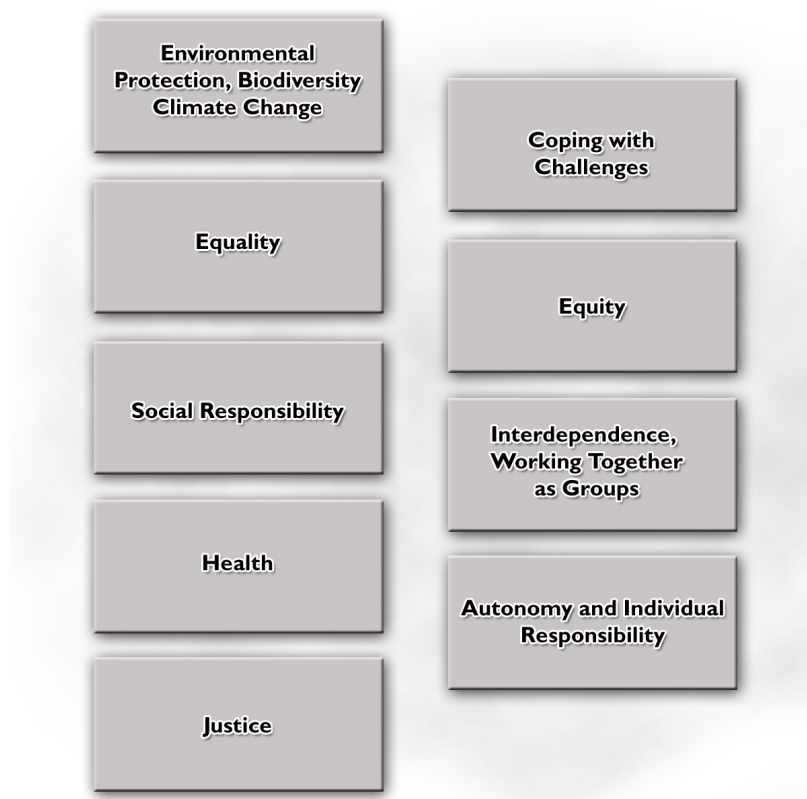 Environmental
Protection, Biodiversity
Climate Change
Equality
Social Responsibility
Health
Justice
Coping with
Challenges
Equity
Interdependence,
Working Together
as Groups
Autonomy and Individual
Responsibility